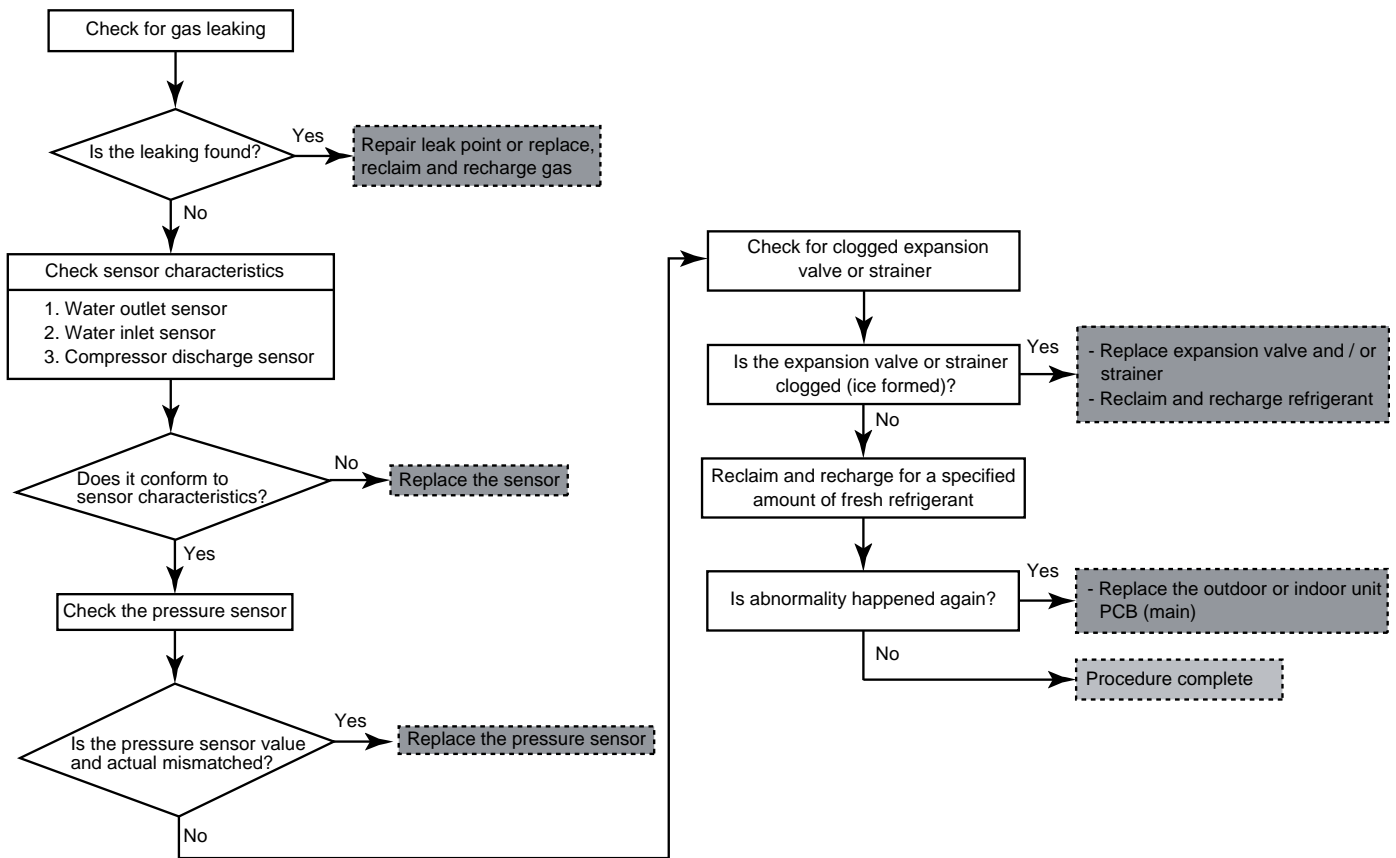 Check for gas leaking
Is the leaking found?
Yes
Repair leak point or replace,
reclaim and recharge gas
No
Check sensor characteristics
1. Water outlet sensor
2. Water inlet sensor
3. Compressor discharge sensor
Does it conform to
sensor characteristics?
No
Replace the sensor
Yes
Check the pressure sensor
Is the pressure sensor value
and actual mismatched?
Yes
Replace the pressure sensor
No
Check for clogged expansion
valve or strainer
Is the expansion valve or strainer
clogged (ice formed)?
Yes
- Replace expansion valve and / or
strainer
- Reclaim and recharge refrigerant
No
Reclaim and recharge for a specified
amount of fresh refrigerant
Is abnormality happened again?
Yes
- Replace the outdoor or indoor unit
PCB (main)
No
Procedure complete